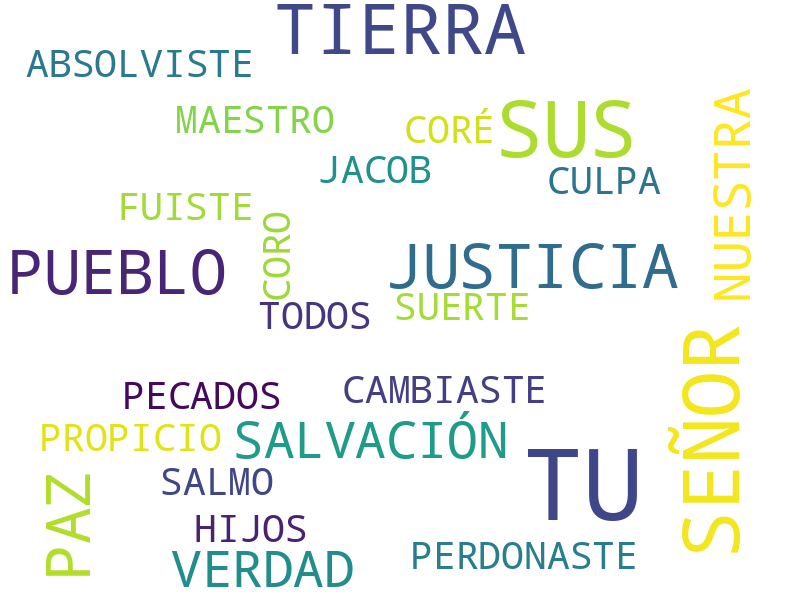 TIERRA
ABSOLVISTE
MAESTRO
CORÉ
SUS
NUESTRA
JACOB
CULPA
FUISTE
CORO
PUEBLO
JUSTICIA
TODOS
SUERTE
SEÑOR
PECADOS
CAMBIASTE
PROPICIO
SALVACIÓN
TU
PAZ
SALMO
HIJOS
VERDAD
PERDONASTE